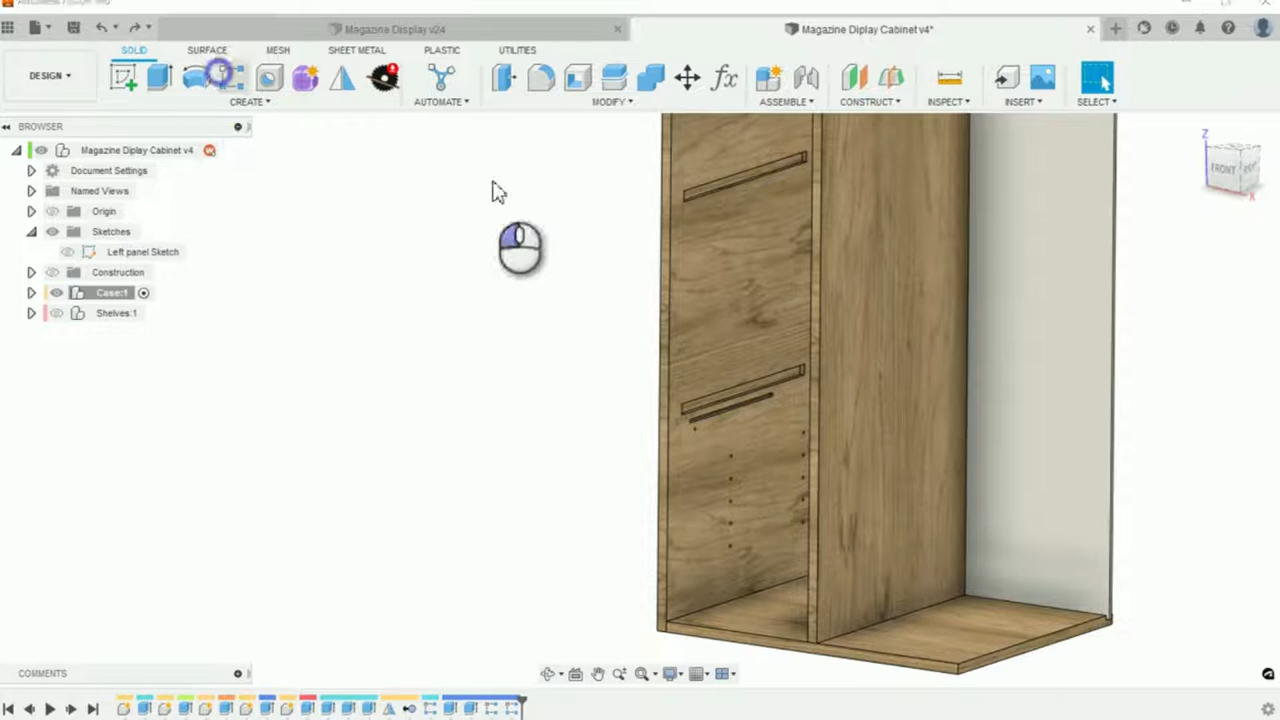 Magazine Display v24
Magazine Diplay Cabinet v4*
SOLID
SURFACE
MESH
SHEET METAL
PLASTIC
UTILITIES
DESIGN
CREATE
AUTOMATE
MODIFY
ASSEMBLE
CONSTRUCT
INSPECT
INSERT
SELECT
BROWSER
Magazine Diplay Cabinet v4
Document Settings
Named Views
Origin
Sketches
Left panel Sketch
Construction
Case:1
Shelves:1
Z
FRONT
RIGHT
X
COMMENTS